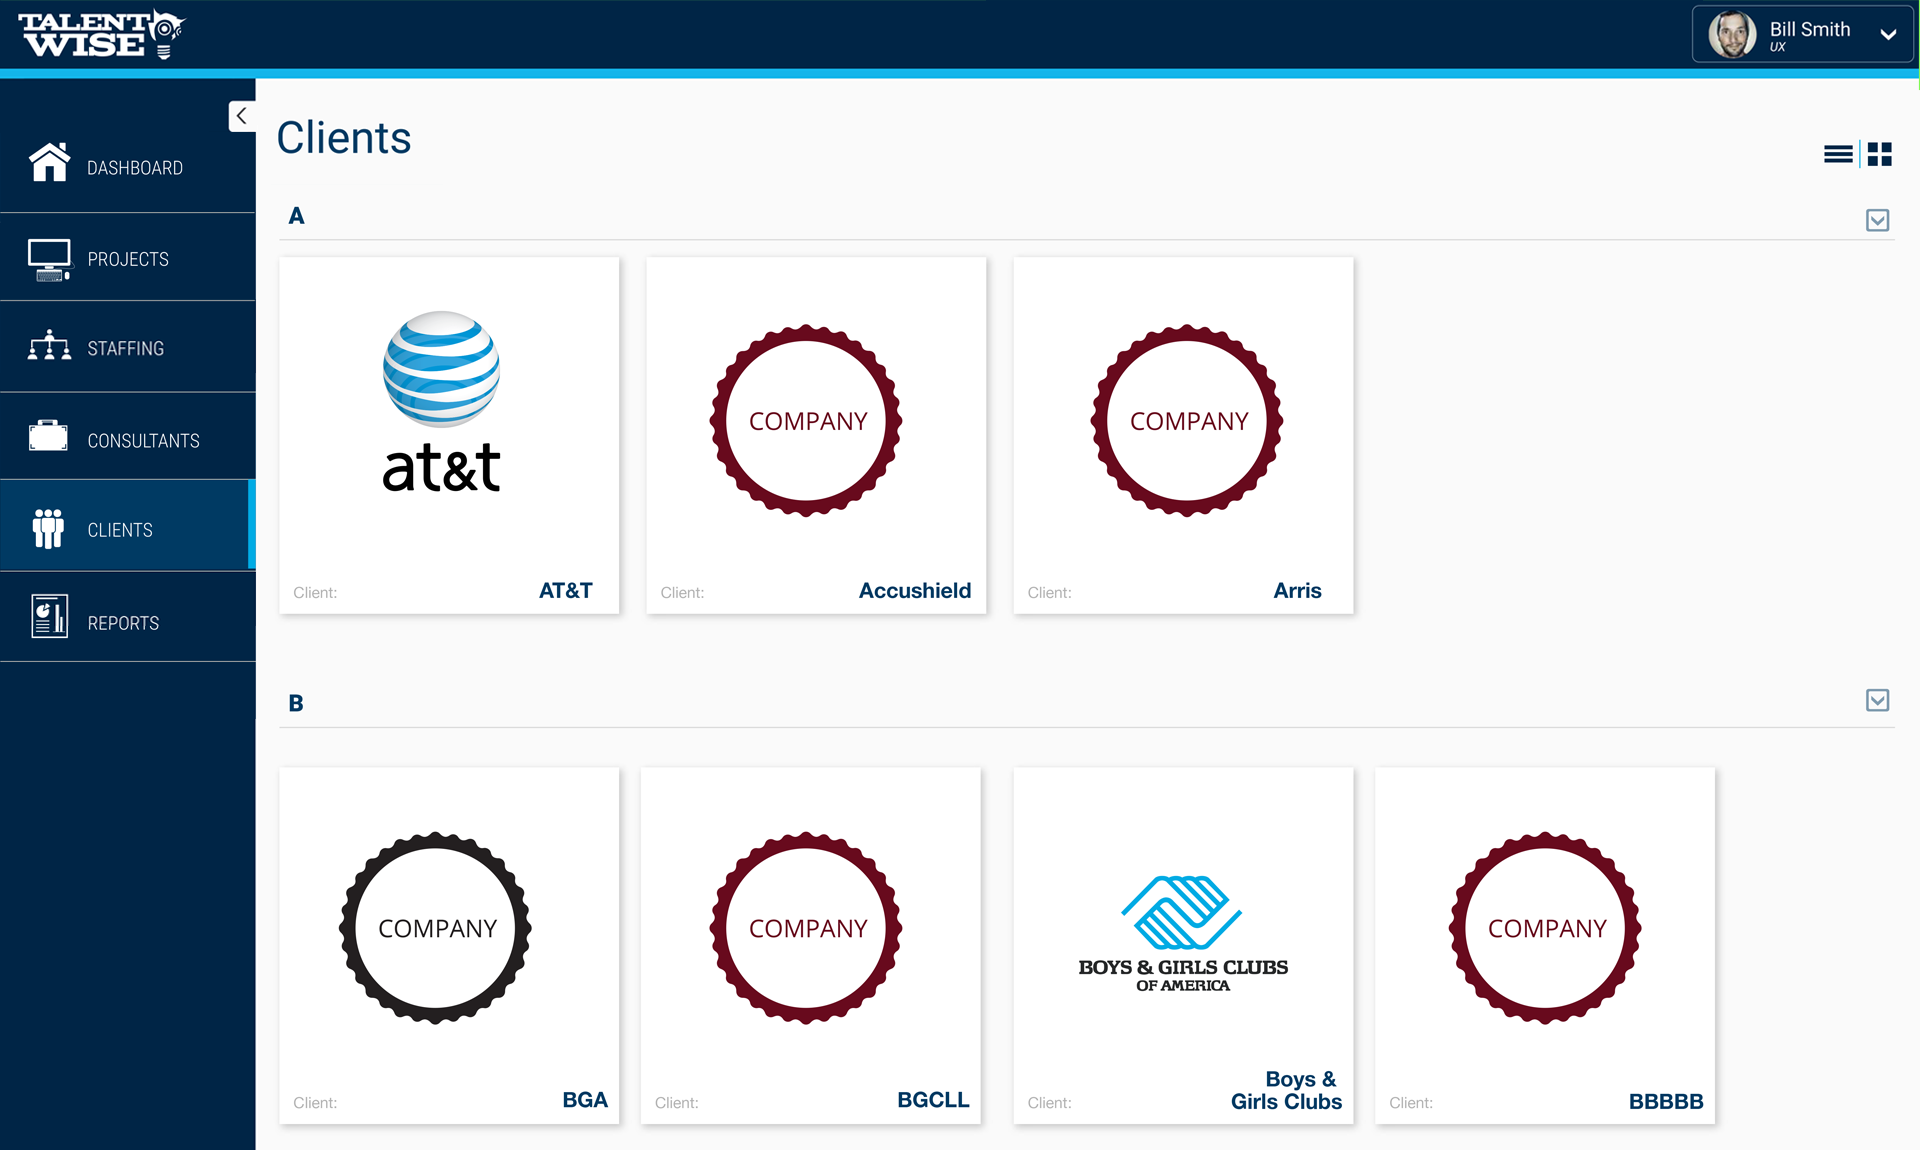 TALENT
WISE
Bill Smith
UX
Clients
DASHBOARD
PROJECTS
STAFFING
CONSULTANTS
CLIENTS
REPORTS
A
at&t
Client:
AT&T
COMPANY
Client:
Accushield
COMPANY
Client:
Arris
B
COMPANY
Client:
BGA
COMPANY
Client:
BGCLL
BOYS & GIRLS CLUBS
OF AMERICA
Client:
Boys &
Girls Clubs
COMPANY
Client:
BBBBB